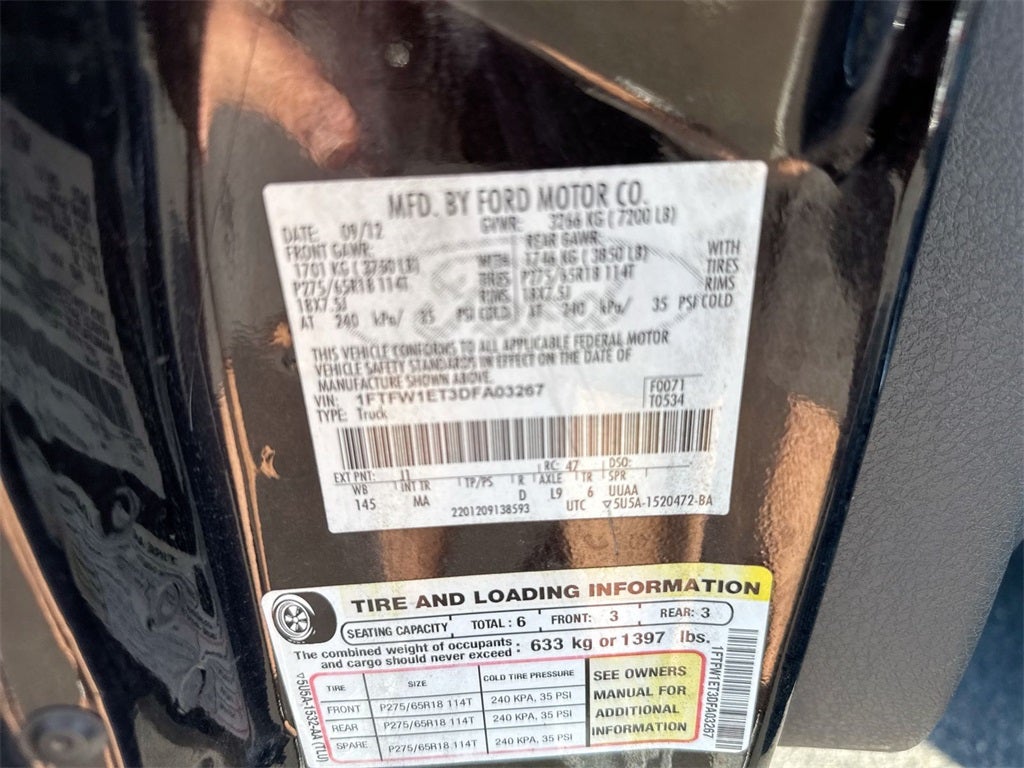 MFD. BY FORD MOTOR CO.
DATE: 09/12 GVWR: 3266 KG (7200 LB)
FRONT GAWR: REAR GAWR:
1701 KG (3750 LB) WITH 1746 KG (3850 LB) WITH
P275/65R18 114T TIRES P275/65R18 114T TIRES
18X7.5J RIMS 18X7.5J RIMS
AT 240 kPa/ 35 PSI COLD AT 240 kPa/ 35 PSI COLD
THIS VEHICLE CONFORMS TO ALL APPLICABLE FEDERAL MOTOR
VEHICLE SAFETY STANDARDS IN EFFECT ON THE DATE OF
MANUFACTURE SHOWN ABOVE.
VIN: 1FTFW1ET3DFA03267 F0071
TYPE: Truck T0534
EXT PNT: RC: 47 DSO:
WB INT TR TP/PS R AXLE TR SPR
145 MA D L9 6 UUAA
2201209138593 UTC ▽5U5A-1520472-BA
TIRE AND LOADING INFORMATION
SEATING CAPACITY TOTAL: 6 FRONT: 3 REAR: 3
The combined weight of occupants and cargo should never exceed : 633 kg or 1397 lbs.
TIRE SIZE COLD TIRE PRESSURE
FRONT P275/65R18 114T 240 KPA, 35 PSI
REAR P275/65R18 114T 240 KPA, 35 PSI
SPARE P275/65R18 114T 240 KPA, 35 PSI
SEE OWNERS
MANUAL FOR
ADDITIONAL
INFORMATION
▽5U5A-1532-AA (TLU)
1FTFW1ET3DFA03267